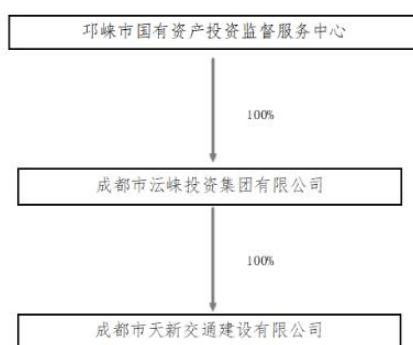 邛崃市国有资产投资监督服务中心
100%
成都市沄崃投资集团有限公司
100%
成都市天新交通建设有限公司